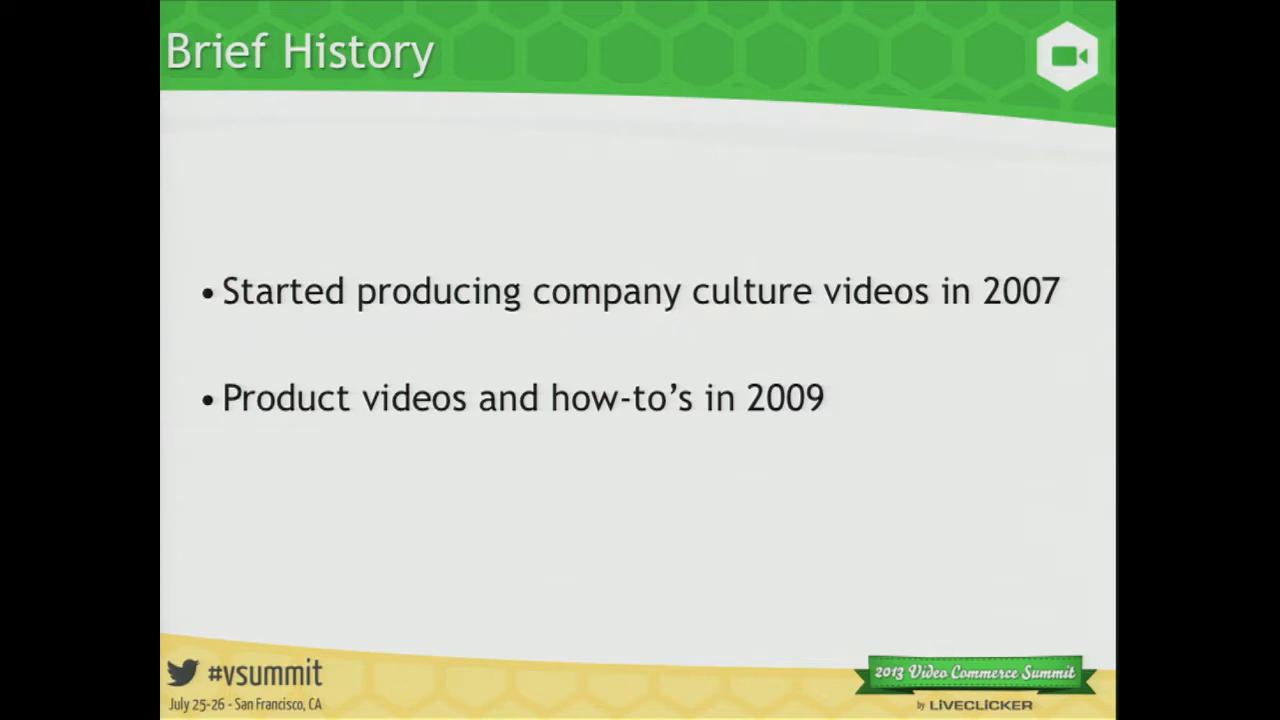 Brief History
• Started producing company culture videos in 2007
• Product videos and how-to’s in 2009
#vsummit
July 25-26 - San Francisco, CA
2013 Video Commerce Summit
by LIVECLICKER